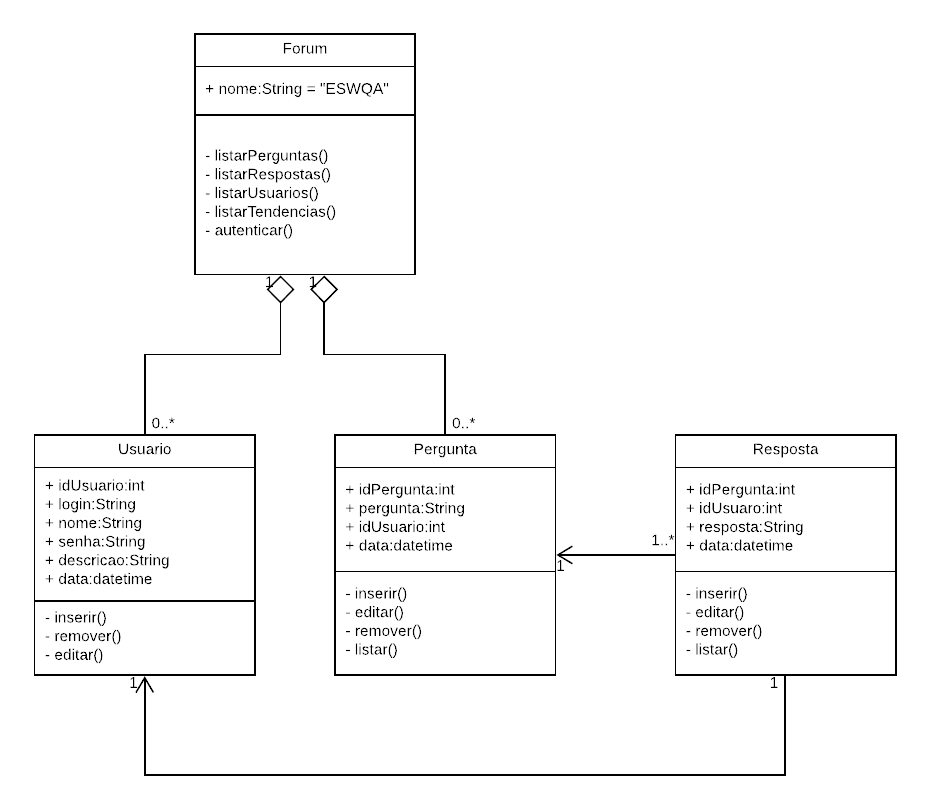 Forum
+ nome:String = "ESWQA"
- listarPerguntas()
- listarRespostas()
- listarUsuarios()
- listarTendencias()
- autenticar()
1
1
0..*
0..*
Usuario
+ idUsuario:int
+ login:String
+ nome:String
+ senha:String
+ descricao:String
+ data:datetime
- inserir()
- remover()
- editar()
1
Pergunta
+ idPergunta:int
+ pergunta:String
+ idUsuario:int
+ data:datetime
- inserir()
- editar()
- remover()
- listar()
1
1..*
Resposta
+ idPergunta:int
+ idUsuaro:int
+ resposta:String
+ data:datetime
- inserir()
- editar()
- remover()
- listar()
1